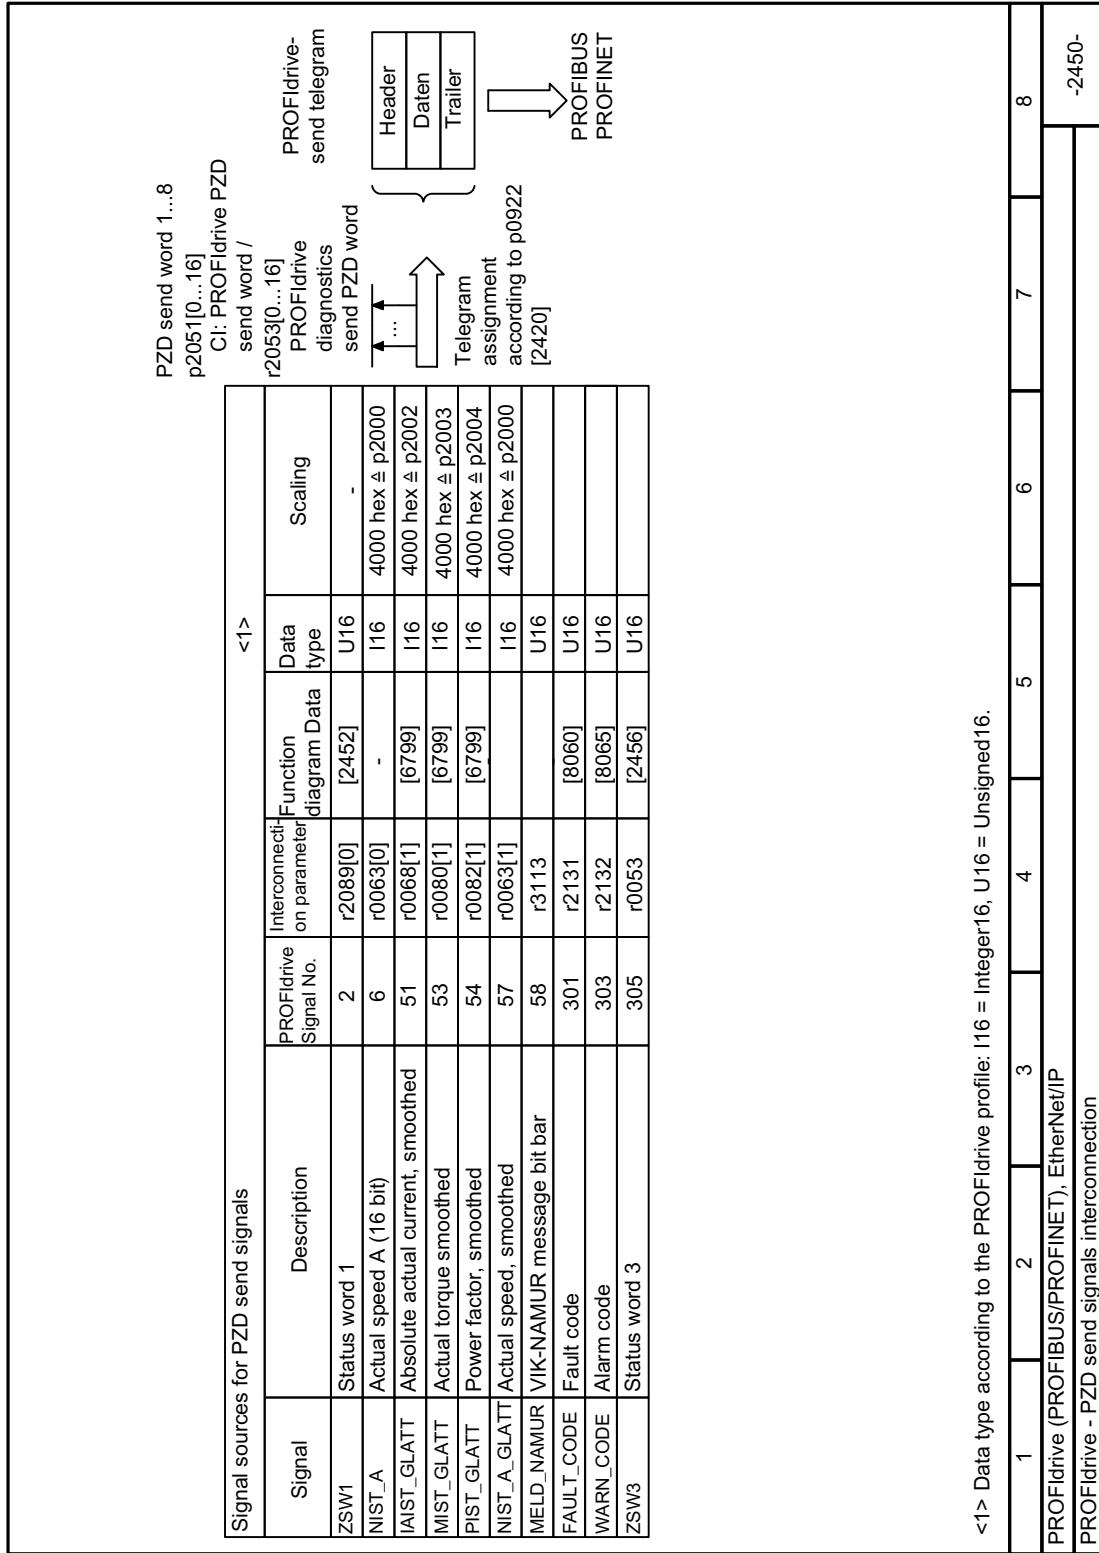 PZD send word 1...8
p2051[0...16]
CI: PROFIdrive PZD
send word /
r2053[0...16]
PROFIdrive
diagnostics
send PZD word
PROFIdrive-
send telegram
Header
Daten
Trailer
...
Telegram
assignment
according to p0922
[2420]
PROFIBUS
PROFINET
Signal sources for PZD send signals <1>
Signal Description PROFIdrive Signal No. Interconnecti-on parameter Function diagram Data Data type Scaling
ZSW1 Status word 1 2 r2089[0] [2452] U16 -
NIST_A Actual speed A (16 bit) 6 r0063[0] - I16 4000 hex ≙ p2000
IAIST_GLATT Absolute actual current, smoothed 51 r0068[1] [6799] I16 4000 hex ≙ p2002
MIST_GLATT Actual torque smoothed 53 r0080[1] [6799] I16 4000 hex ≙ p2003
PIST_GLATT Power factor, smoothed 54 r0082[1] [6799] I16 4000 hex ≙ p2004
NIST_A_GLATT Actual speed, smoothed 57 r0063[1] I16 4000 hex ≙ p2000
MELD_NAMUR VIK-NAMUR message bit bar 58 r3113 U16
FAULT_CODE Fault code 301 r2131 [8060] U16
WARN_CODE Alarm code 303 r2132 [8065] U16
ZSW3 Status word 3 305 r0053 [2456] U16
<1> Data type according to the PROFIdrive profile: I16 = Integer16, U16 = Unsigned16.
1 2 3 4 5 6 7 8
PROFIdrive (PROFIBUS/PROFINET), EtherNet/IP
PROFIdrive - PZD send signals interconnection
-2450-